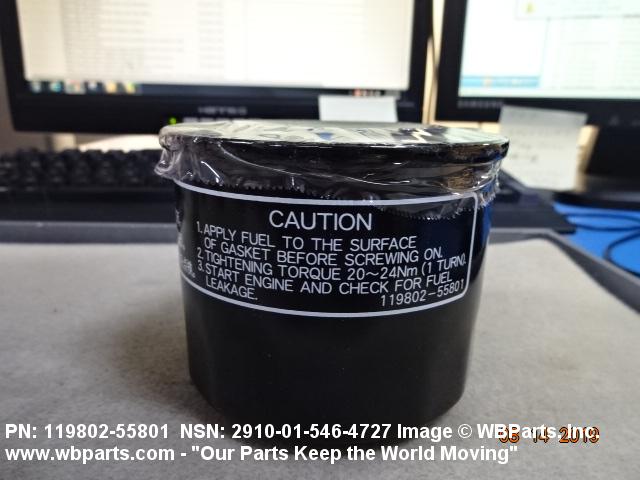 CAUTION
1. APPLY FUEL TO THE SURFACE
OF GASKET BEFORE SCREWING ON.
2. TIGHTENING TORQUE 20~24Nm (1 TURN).
3. START ENGINE AND CHECK FOR FUEL
LEAKAGE.
119802-55801
SAMSUNG
PN: 119802-55801 NSN: 2910-01-546-4727 Image © WBParts, Inc.
www.wbparts.com - "Our Parts Keep the World Moving"